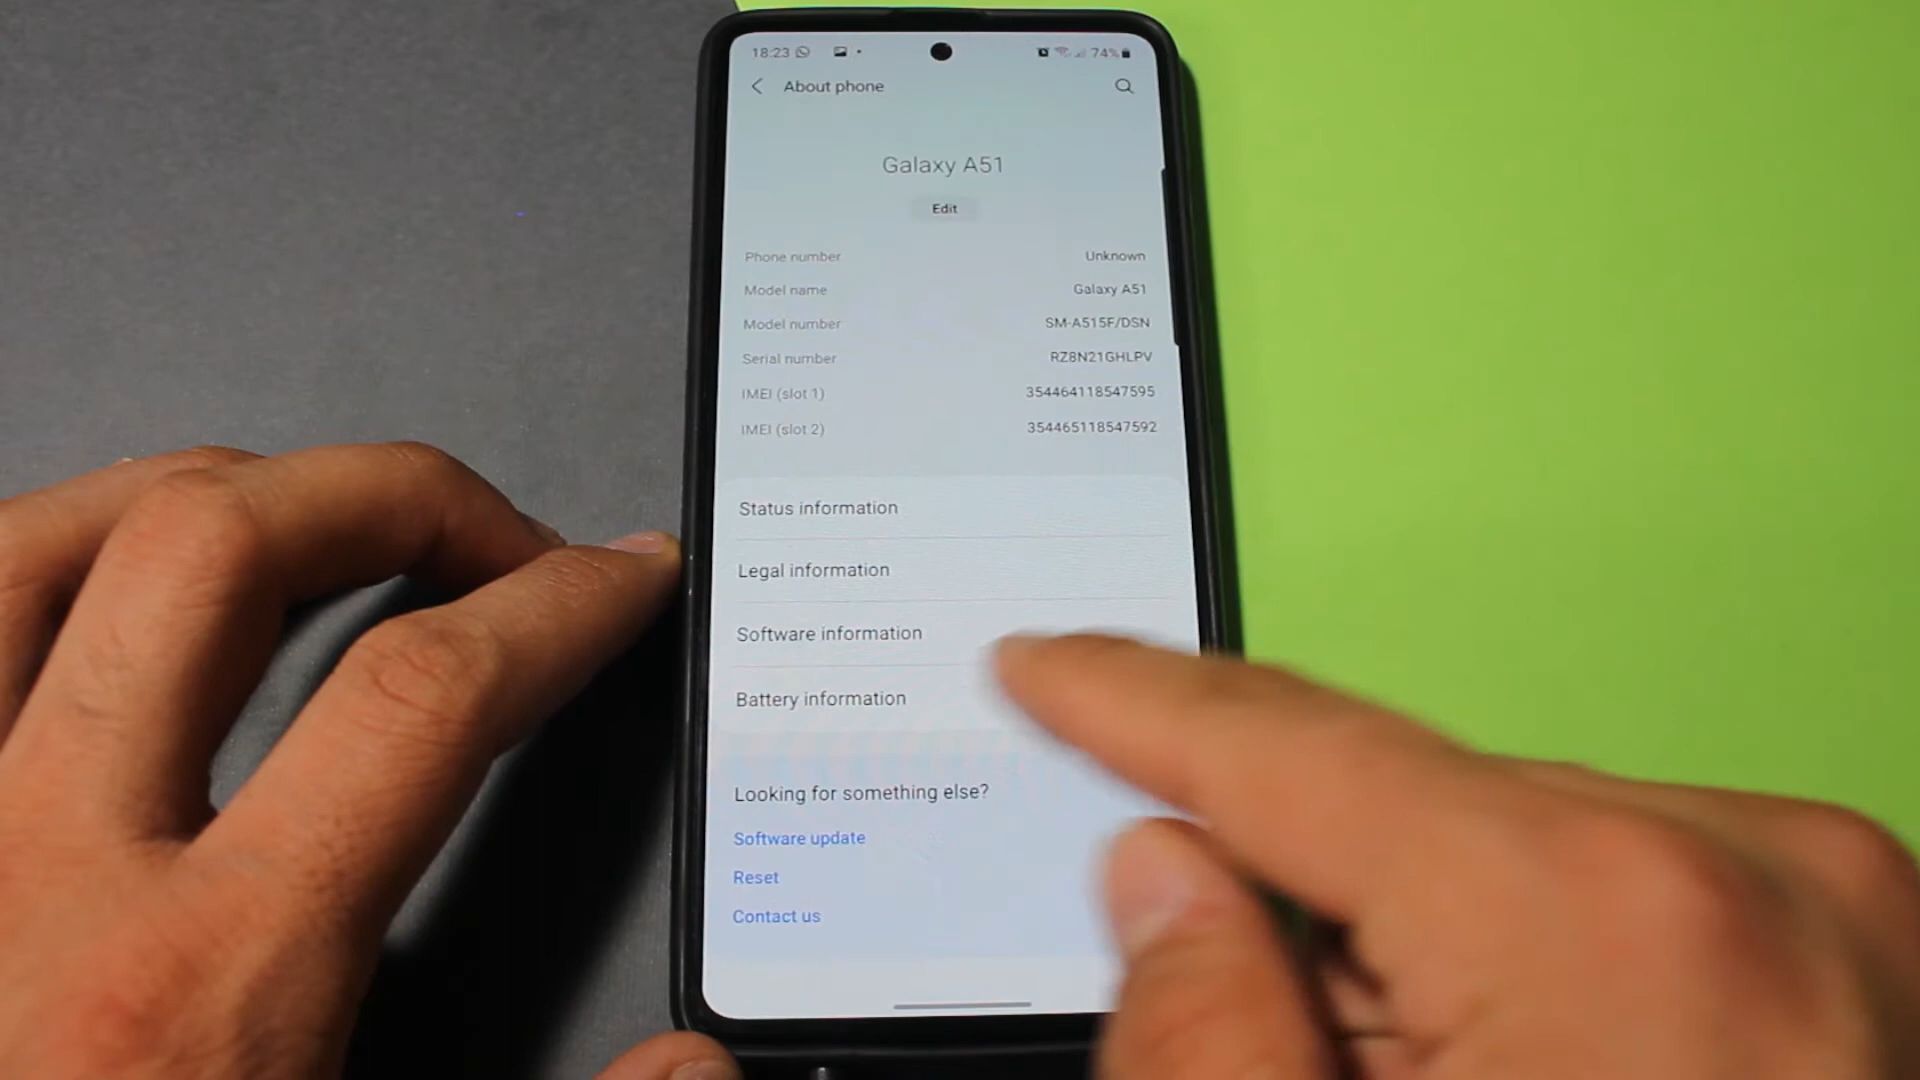 18:23 74%
About phone
Galaxy A51
Edit
Phone number Unknown
Model name Galaxy A51
Model number SM-A515F/DSN
Serial number RZ8N21GHLPV
IMEI (slot 1) 354464118547595
IMEI (slot 2) 354465118547592
Status information
Legal information
Software information
Battery information
Looking for something else?
Software update
Reset
Contact us